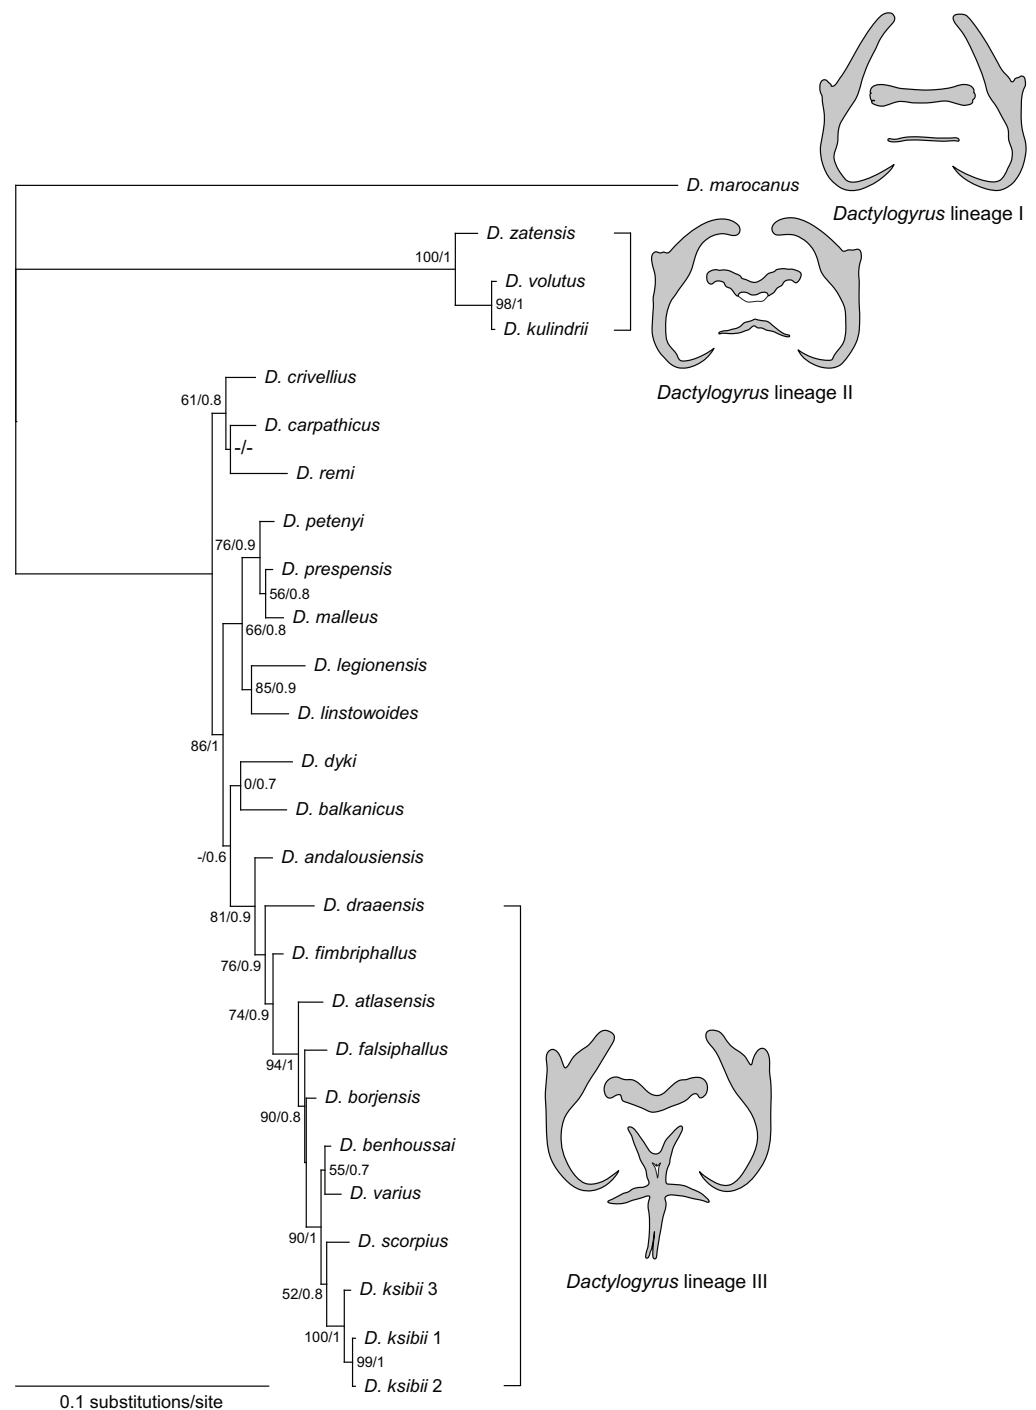 D. marocanus
Dactylogyrus lineage I
D. zatensis
100/1
D. volutus
98/1
D. kulindrii
Dactylogyrus lineage II
D. crivellius
61/0.8
D. carpathicus
-/-
D. remi
D. petenyi
76/0.9
D. prespensis
56/0.8
D. malleus
66/0.8
D. legionensis
85/0.9
D. linstowoides
86/1
D. dyki
0/0.7
D. balkanicus
-/0.6
D. andalousiensis
81/0.9
D. draaensis
D. fimbriphallus
76/0.9
D. atlasensis
74/0.9
D. falsiphallus
94/1
D. borjensis
90/0.8
D. benhoussai
55/0.7
D. varius
90/1
D. scorpius
Dactylogyrus lineage III
52/0.8
D. ksibii 3
100/1
D. ksibii 1
99/1
D. ksibii 2
0.1 substitutions/site